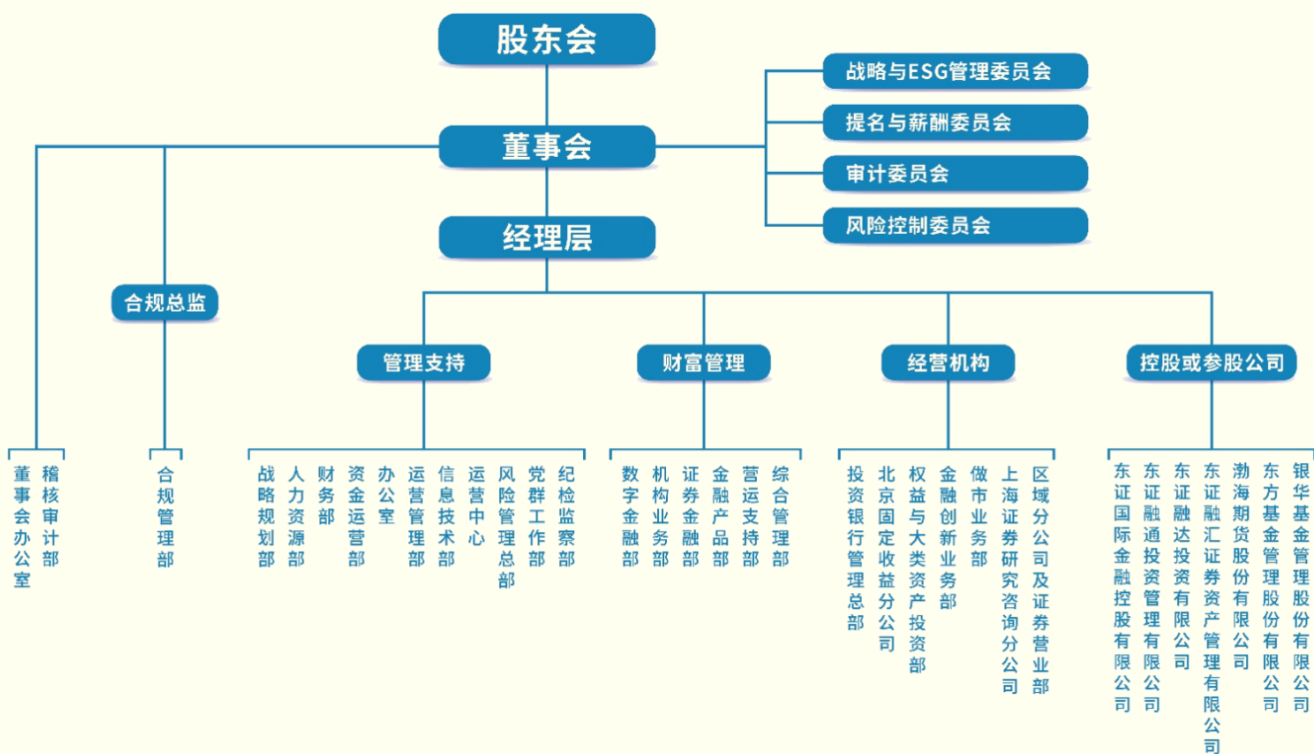 股东会
战略与ESG管理委员会
提名与薪酬委员会
董事会
审计委员会
风险控制委员会
经理层
合规总监
管理支持
财富管理
经营机构
控股或参股公司
董事会办公室
稽核审计部
合规管理部
战略规划部
人力资源部
财务部
资金运营部
办公室
运营管理部
信息技术部
运营中心
风险管理总部
党群工作部
纪检监察部
数字金融部
机构业务部
证券金融部
金融产品部
营运支持部
综合管理部
投资银行管理总部
北京固定收益分公司
权益与大类资产投资部
金融创新业务部
做市业务部
上海证券研究咨询分公司
区域分公司及证券营业部
东证国际金融控股有限公司
东证融通投资管理有限公司
东证融达投资有限公司
东证融汇证券资产管理有限公司
渤海期货股份有限公司
东方基金管理股份有限公司
银华基金管理股份有限公司